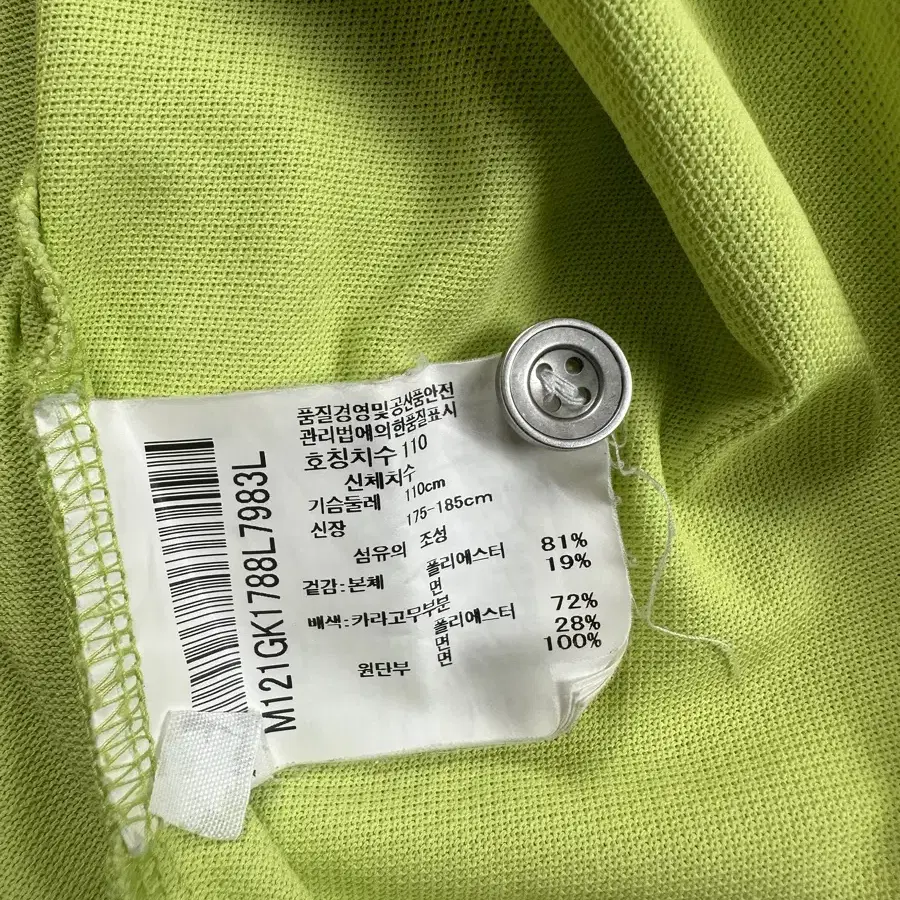 품질경영및공산품안전
관리법에의한품질표시
호칭치수 110
신체치수
기슴둘레 110cm
신장 175-185cm
섬유의 조성
겉감:본체 폴리에스터 81%
면 19%
배색:카라고무부분
폴리에스터 72%
면 28%
원단부 면 100%
M121GK1788L7983L